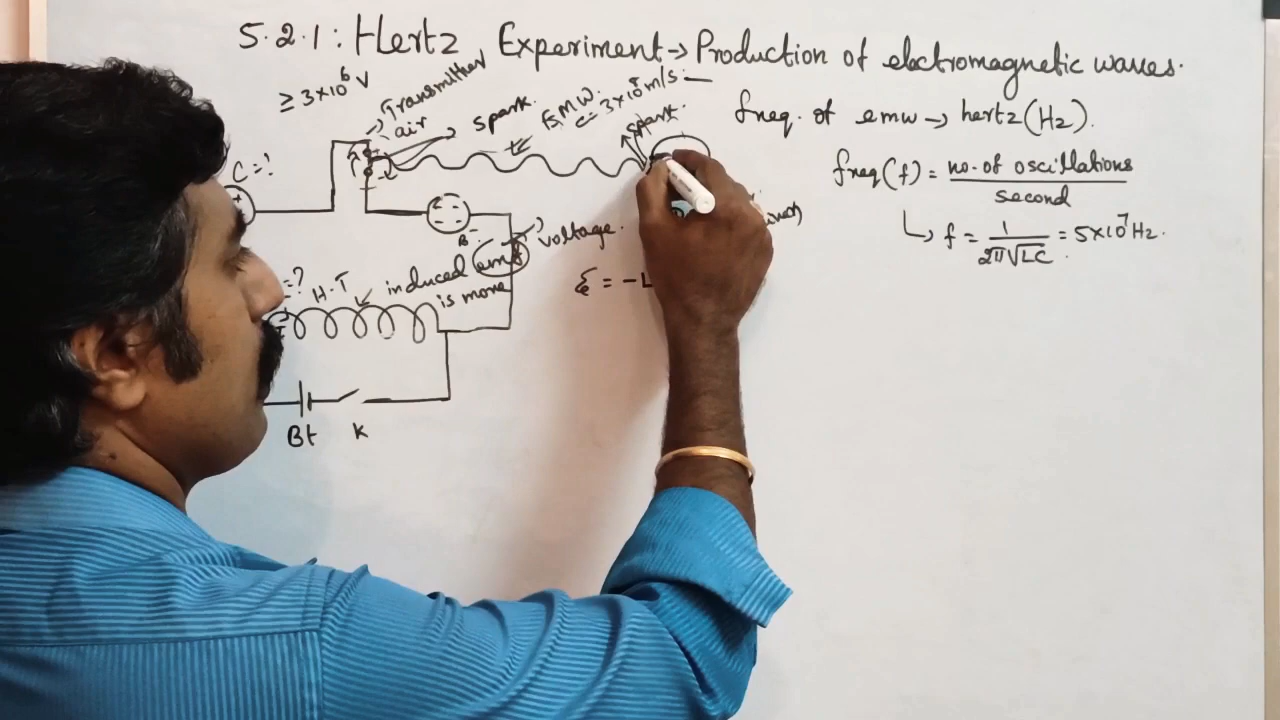 5.2.1: Hertz Experiment → Production of electromagnetic waves.
≥ 3×10⁶ V
Transmitter
air
spark.
EMW.
c = 3×10⁸ m/s
spark.
C=?
freq. of emw → hertz (Hz).
freq (f) = no. of oscillations / second
f = 1/2π√LC = 5×10⁷ Hz.
voltage.
=?
H.T
induced emf
is more
ξ = -L
Bt
K